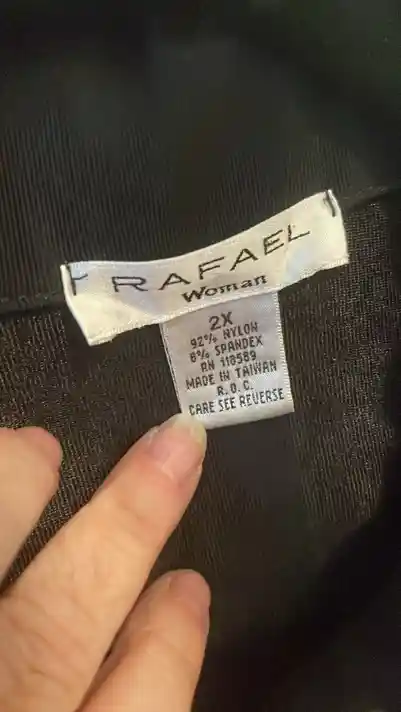 RAFAEL
Woman
2X
92% NYLON
8% SPANDEX
RN 118589
MADE IN TAIWAN
R.O.C.
CARE SEE REVERSE